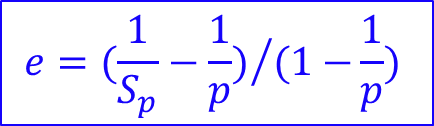 e = (1/S_p − 1/p)/(1 − 1/p)